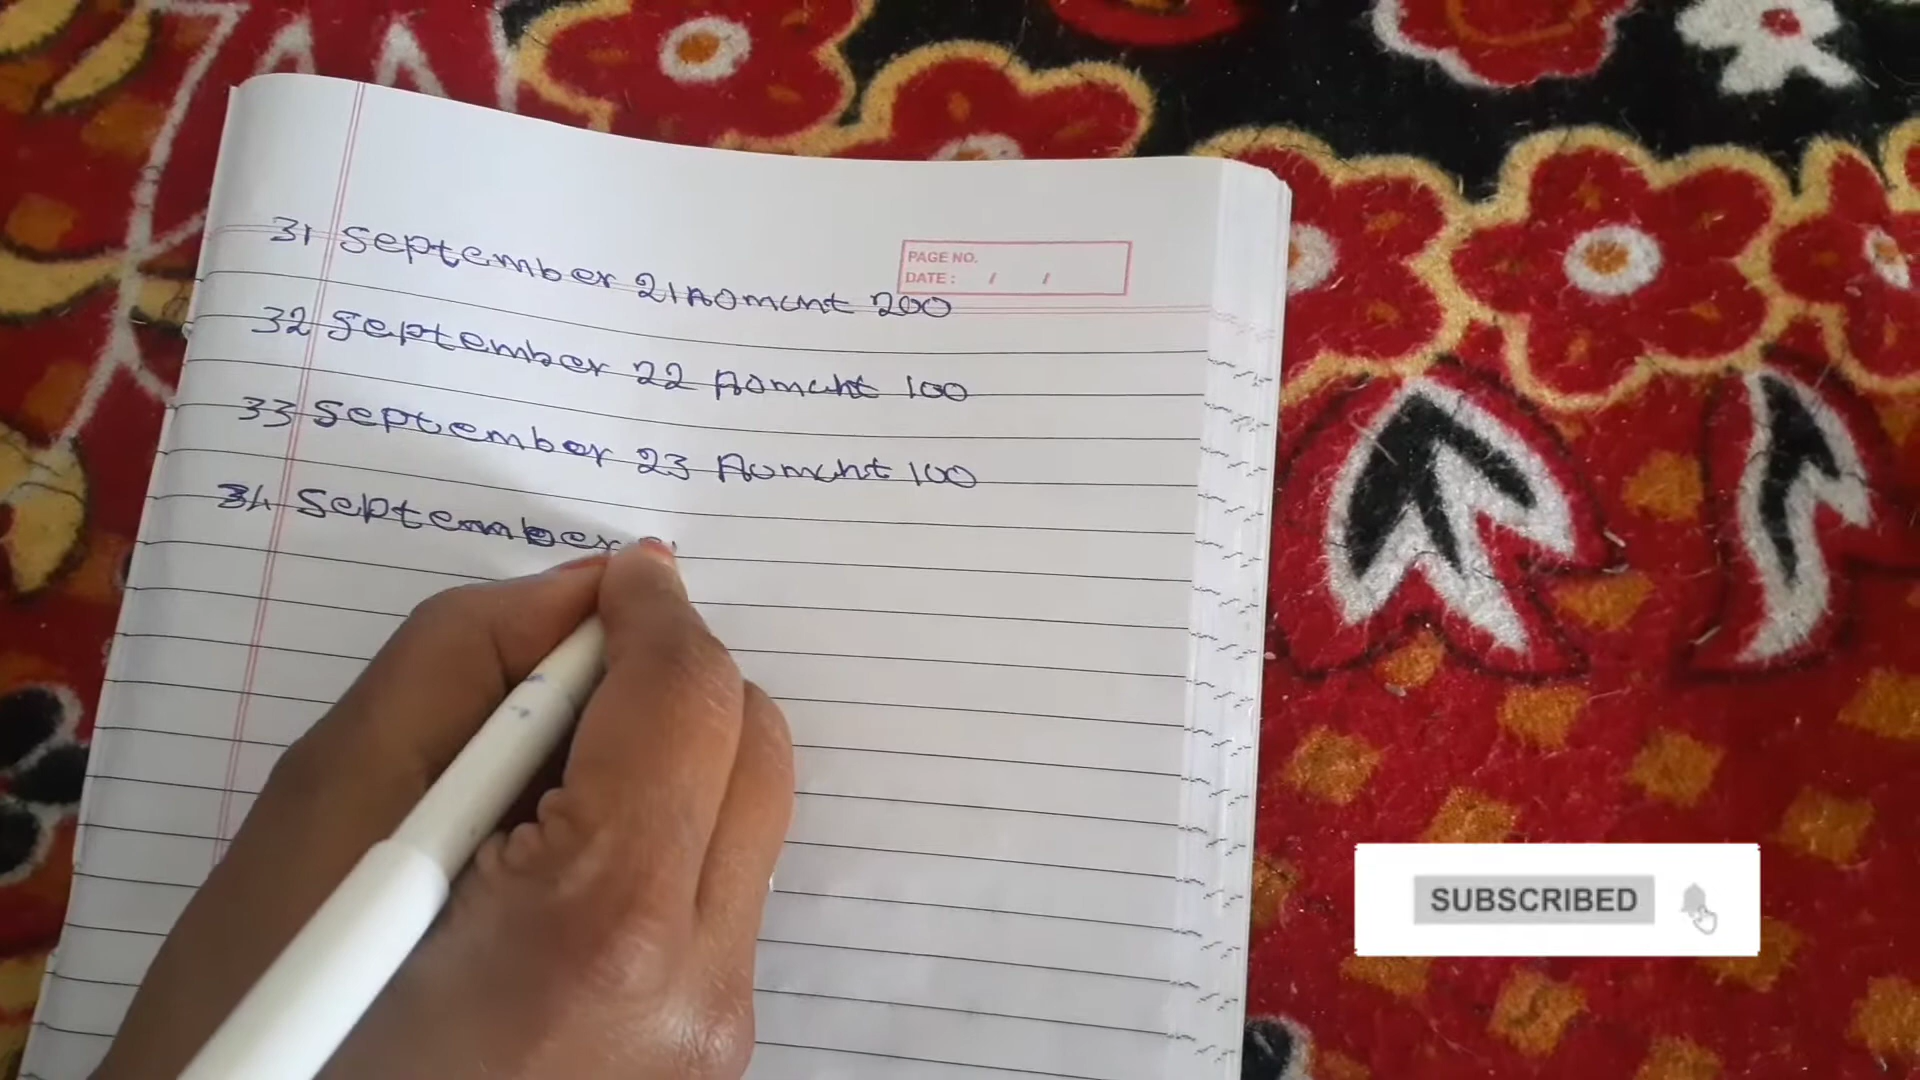 31 September 21 Aomunt 200
PAGE NO.
DATE : / /
32 September 22 Aomunt 100
33 September 23 Aomunt 100
34 September
SUBSCRIBED